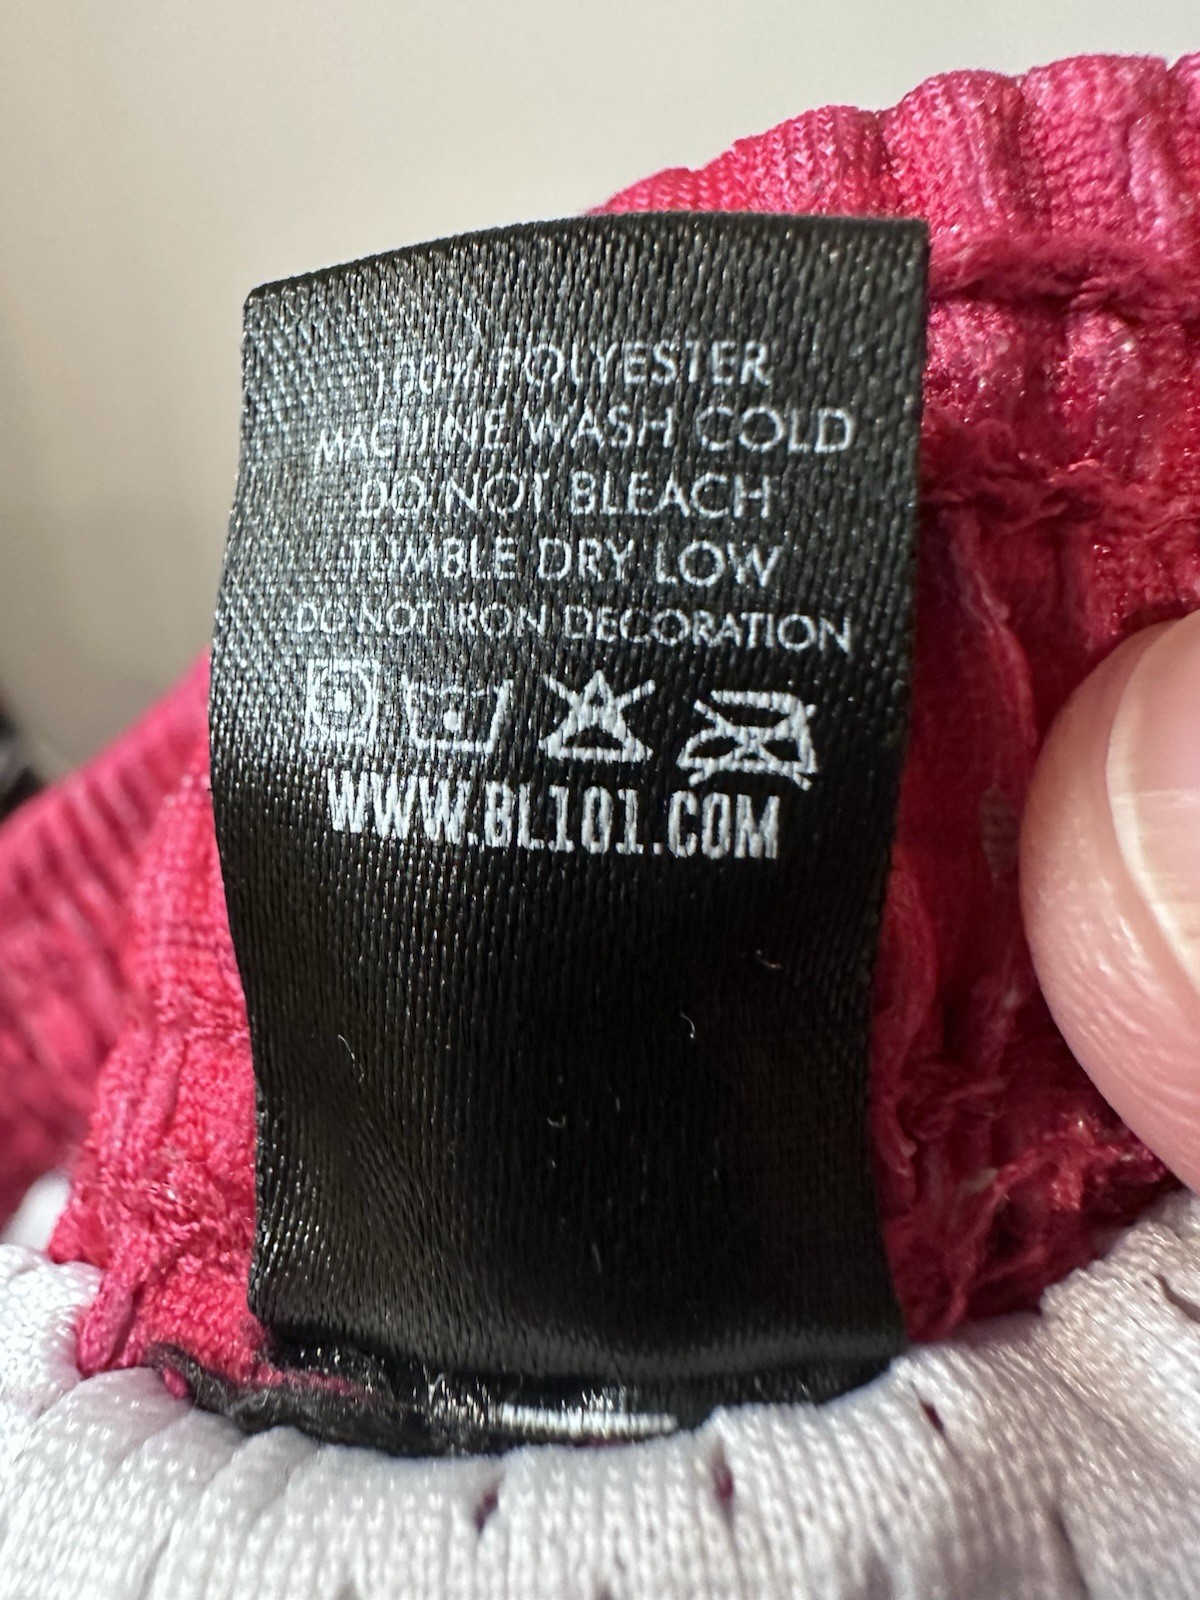 100% POLYESTER
MACHINE WASH COLD
DO NOT BLEACH
TUMBLE DRY LOW
DO NOT IRON DECORATION
WWW.BL101.COM